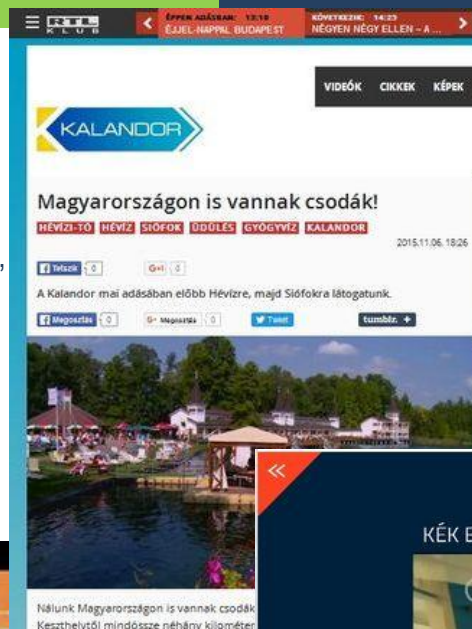 RTL
KLUB
ÉPPEN ADÁSBAN: 13:18
ÉJJEL-NAPPAL BUDAPEST
KÖVETKEZIK: 14:23
NÉGYEN NÉGY ELLEN – A ...
VIDEÓK CIKKEK KÉPEK
KALANDOR
Magyarországon is vannak csodák!
HÉVÍZI-TÓ HÉVÍZ SIÓFOK ÜDÜLÉS GYÓGYVÍZ KALANDOR
2015.11.06. 18:26
Tetszik 0 G+1 0
A Kalandor mai adásában előbb Hévízre, majd Siófokra látogatunk.
Megosztás 0 G+ Megosztás 0 Tweet tumblr. +
KÉK
Nálunk Magyarországon is vannak csodák
Keszthelytől mindössze néhány kilométer